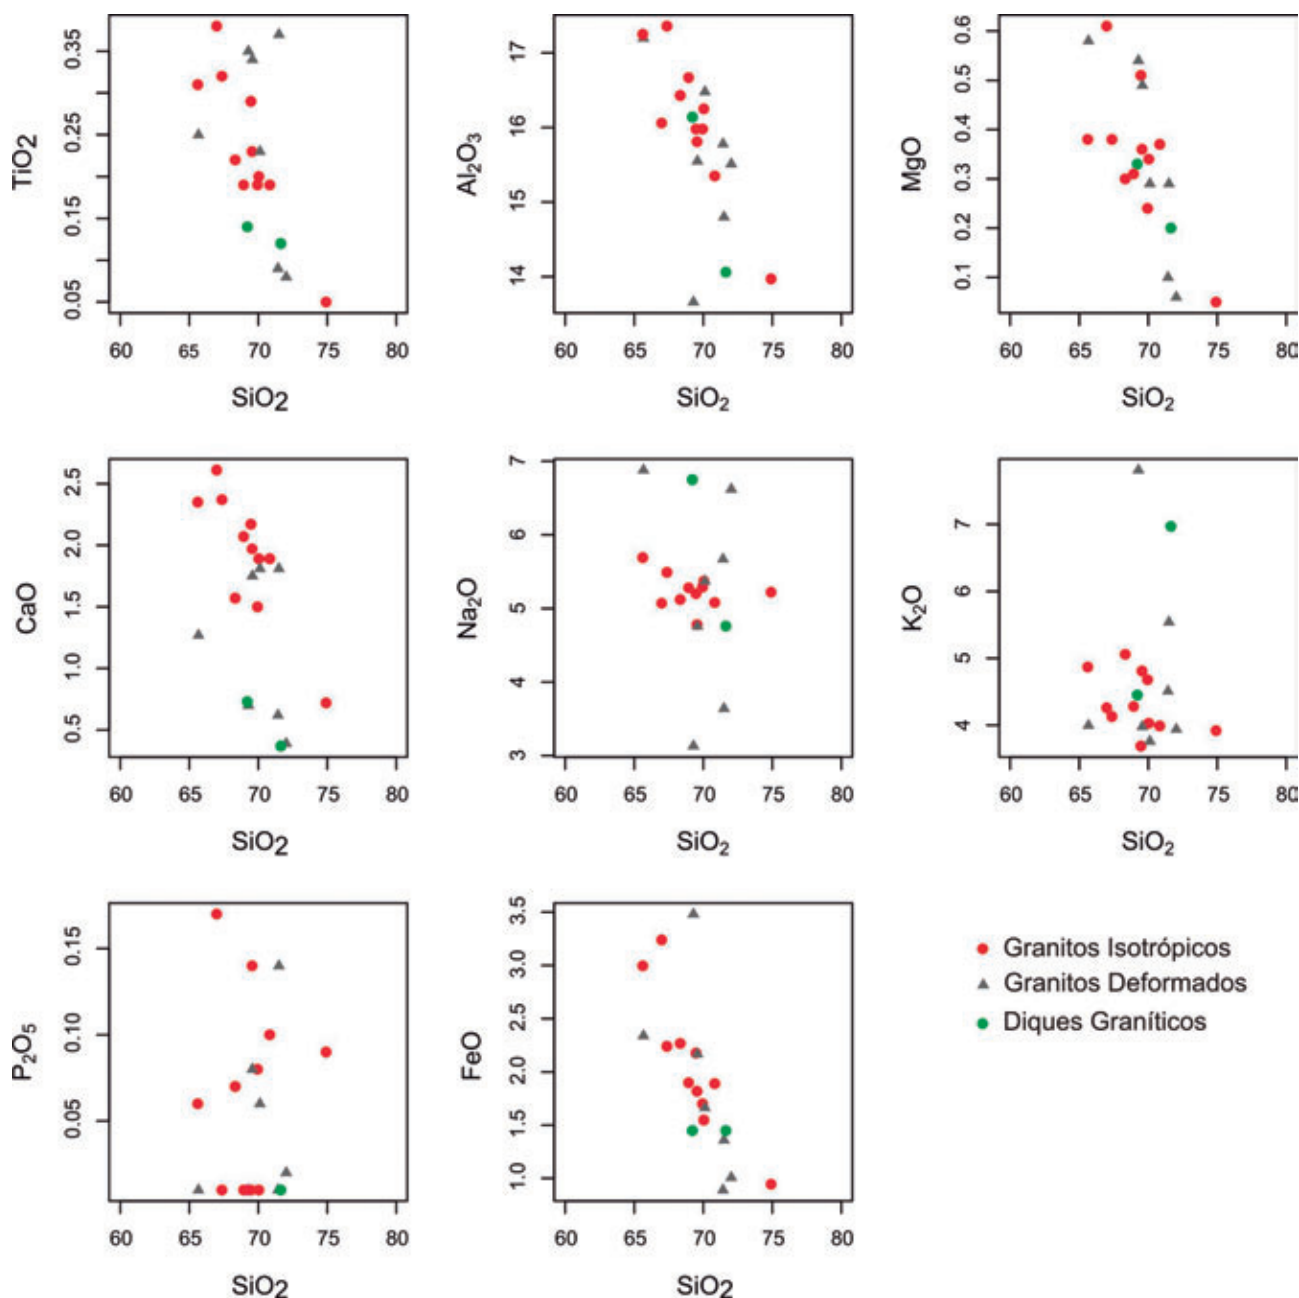 TiO2
0.05 0.15 0.25 0.35
60 65 70 75 80
SiO2
Al2O3
14 15 16 17
60 65 70 75 80
SiO2
MgO
0.1 0.2 0.3 0.4 0.5 0.6
60 65 70 75 80
SiO2
CaO
0.5 1.0 1.5 2.0 2.5
60 65 70 75 80
SiO2
Na2O
3 4 5 6 7
60 65 70 75 80
SiO2
K2O
4 5 6 7
60 65 70 75 80
SiO2
P2O5
0.05 0.10 0.15
60 65 70 75 80
SiO2
FeO
1.0 1.5 2.0 2.5 3.0 3.5
60 65 70 75 80
SiO2
Granitos Isotrópicos
Granitos Deformados
Diques Graníticos